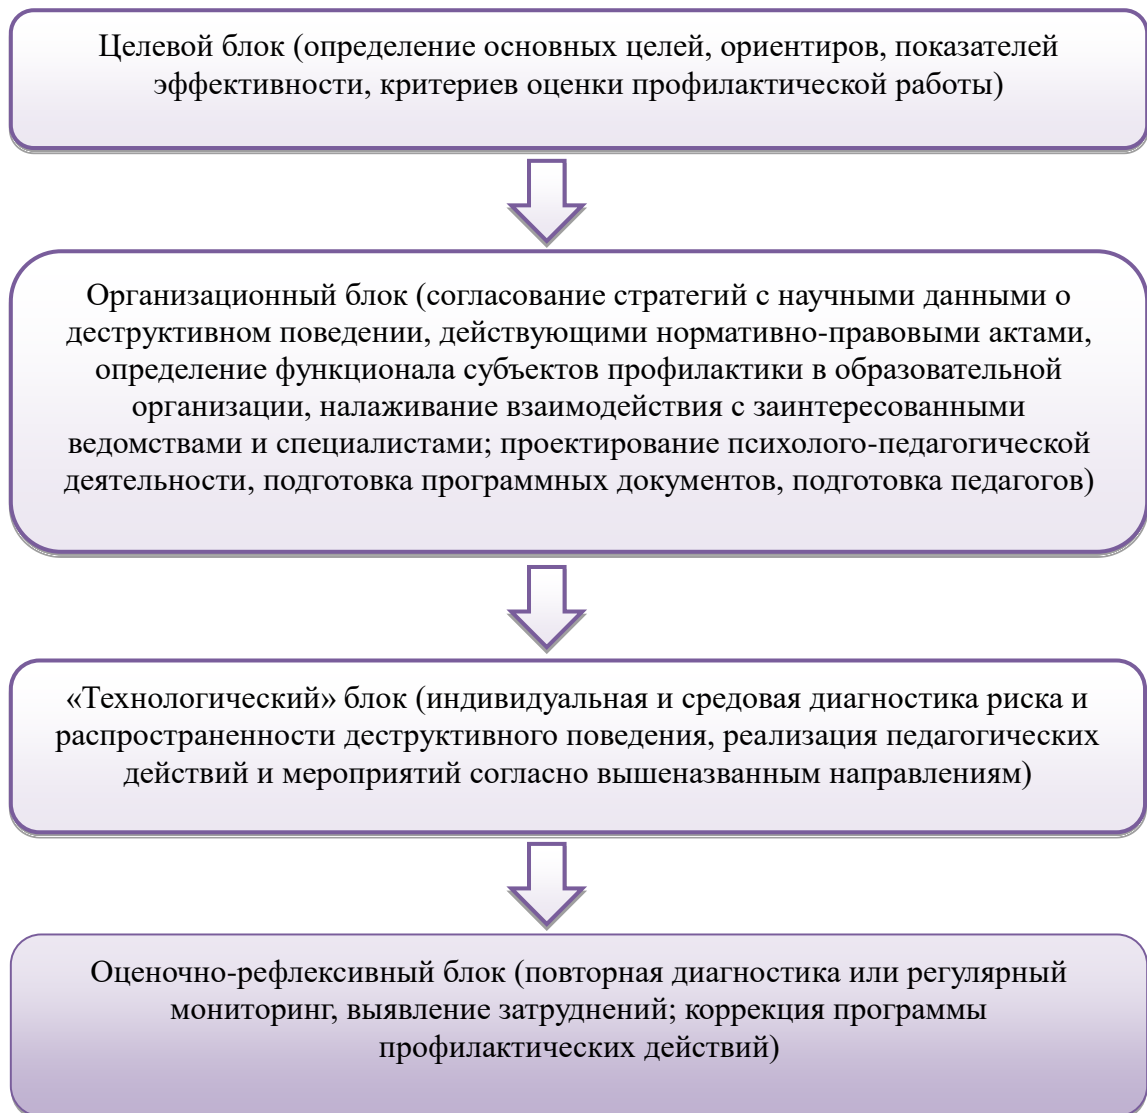 Целевой блок (определение основных целей, ориентиров, показателей
эффективности, критериев оценки профилактической работы)
Организационный блок (согласование стратегий с научными данными о
деструктивном поведении, действующими нормативно-правовыми актами,
определение функционала субъектов профилактики в образовательной
организации, налаживание взаимодействия с заинтересованными
ведомствами и специалистами; проектирование психолого-педагогической
деятельности, подготовка программных документов, подготовка педагогов)
«Технологический» блок (индивидуальная и средовая диагностика риска и
распространенности деструктивного поведения, реализация педагогических
действий и мероприятий согласно вышеназванным направлениям)
Оценочно-рефлексивный блок (повторная диагностика или регулярный
мониторинг, выявление затруднений; коррекция программы
профилактических действий)